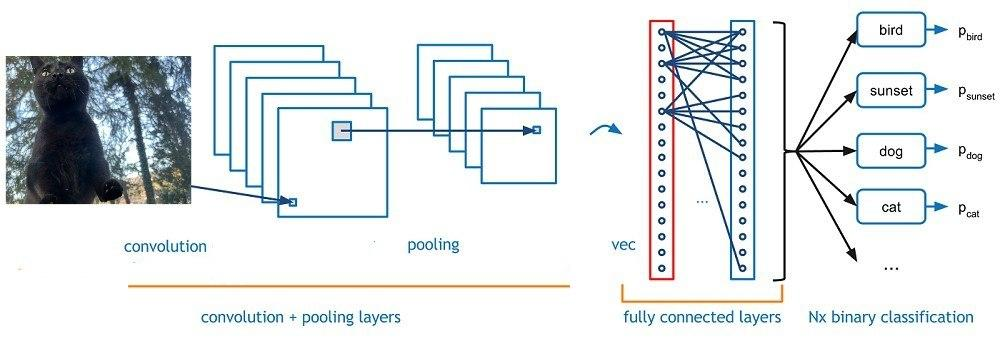 bird
p_bird
sunset
p_sunset
dog
p_dog
cat
p_cat
...
...
convolution
pooling
vec
convolution + pooling layers
fully connected layers
Nx binary classification